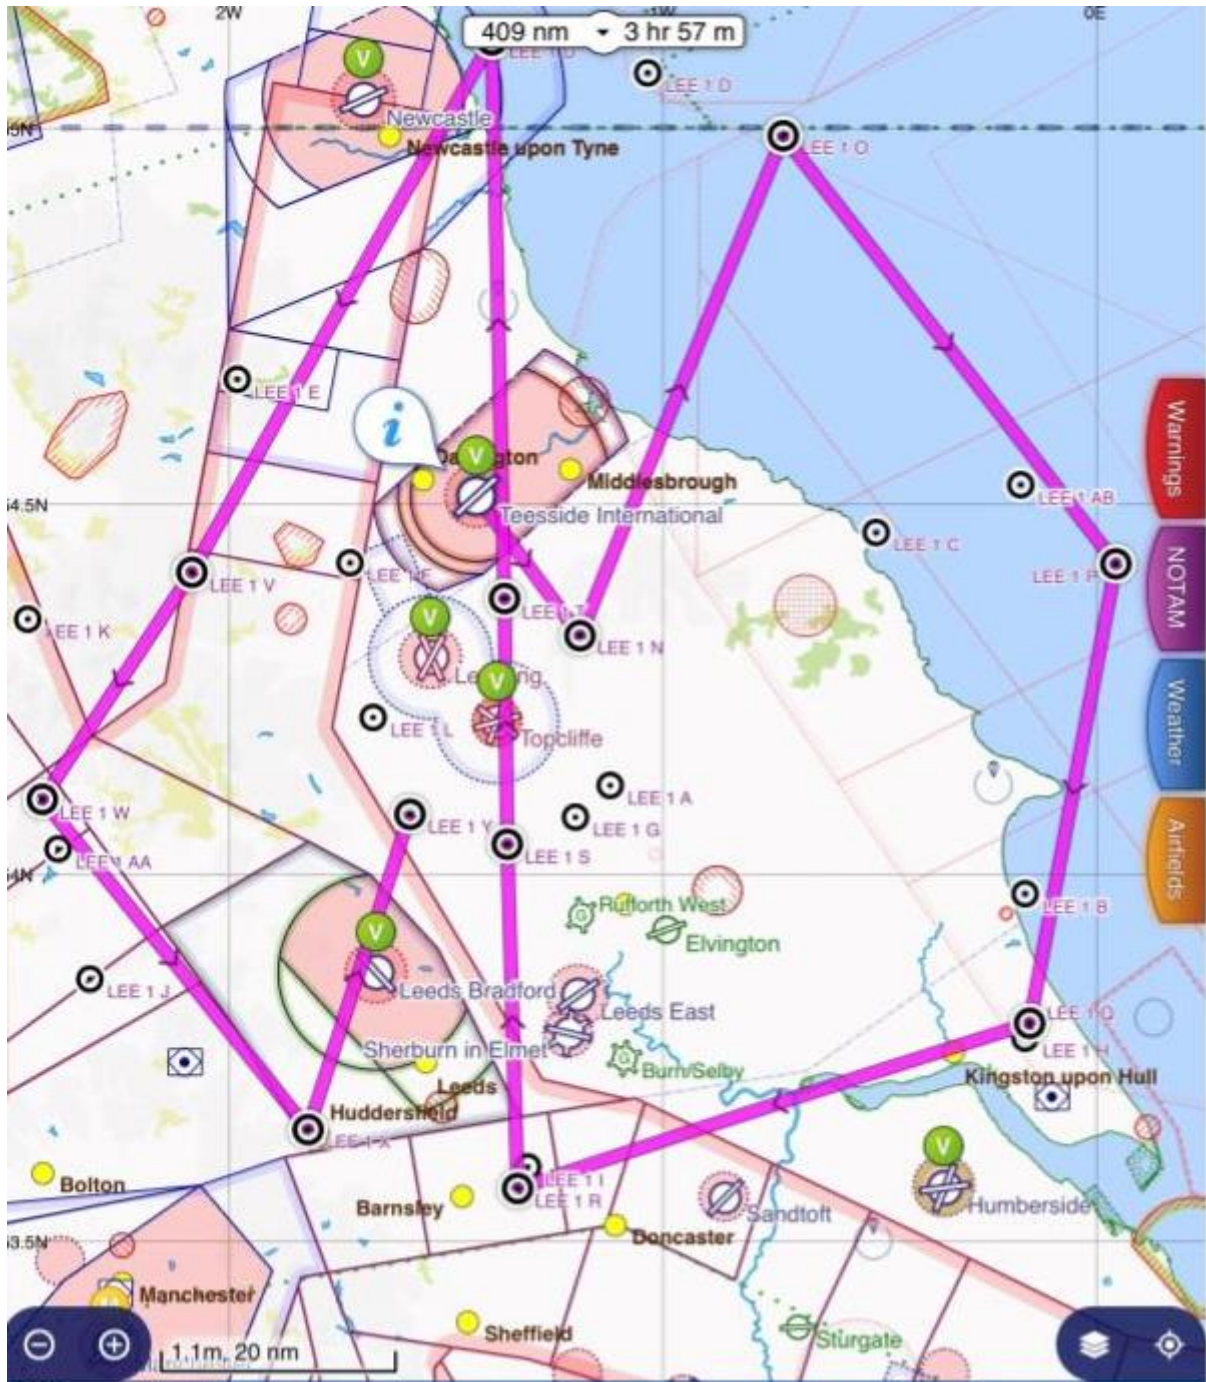 2W
1W
0E
409 nm
3 hr 57 m
LEE 1 D
Newcastle
Newcastle upon Tyne
LEE 1 O
LEE 1 E
Warnings
Middlesbrough
LEE 1 AB
54.5N
Teesside International
LEE 1 C
NOTAM
LEE 1 V
LEE 1 P
LEE 1 K
LEE 1 T
LEE 1 N
Weather
LEE 1 L
Topcliffe
LEE 1 A
LEE 1 W
LEE 1 Y
LEE 1 G
LEE 1 S
LEE 1 AA
Airfields
Rufforth West
LEE 1 B
Elvington
LEE 1 J
Leeds Bradford
Leeds East
LEE 1 Q
Sherburn in Elmet
LEE 1 H
Burn/Selby
Kingston upon Hull
Leeds
Huddersfield
LEE 1 X
Bolton
LEE 1 I
LEE 1 R
Barnsley
Sandtoft
Humberside
Doncaster
Manchester
Sheffield
Sturgate
1.1m, 20 nm